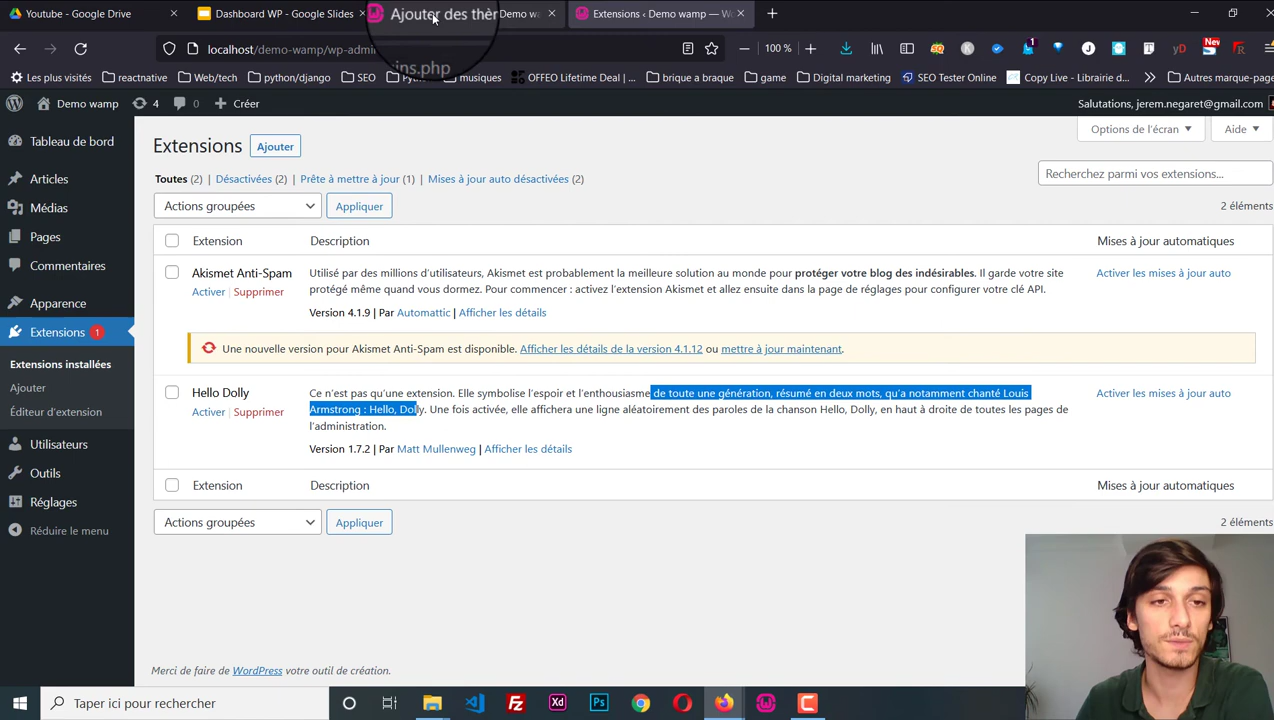 Youtube - Google Drive
Dashboard WP - Google Slides
Ajouter des thèr
Demo wa
Extensions ‹ Demo wamp — Wo
localhost/demo-wamp/wp-admin
ins.php
100 %
Les plus visités
reactnative
Web/tech
python/django
SEO
musiques
OFFEO Lifetime Deal | ...
brique a braque
game
Digital marketing
SEO Tester Online
Copy Live - Librairie d...
Autres marque-pages
Demo wamp
4
0
Créer
Salutations, jerem.negaret@gmail.com
Options de l'écran
Aide
Tableau de bord
Articles
Médias
Pages
Commentaires
Apparence
Extensions 1
Extensions installées
Ajouter
Éditeur d'extension
Utilisateurs
Outils
Réglages
Réduire le menu
Extensions
Ajouter
Toutes (2) | Désactivées (2) | Prête à mettre à jour (1) | Mises à jour auto désactivées (2)
Recherchez parmi vos extensions...
Actions groupées
Appliquer
2 éléments
Extension
Description
Mises à jour automatiques
Akismet Anti-Spam
Activer | Supprimer
Utilisé par des millions d'utilisateurs, Akismet est probablement la meilleure solution au monde pour protéger votre blog des indésirables. Il garde votre site
protégé même quand vous dormez. Pour commencer : activez l'extension Akismet et allez ensuite dans la page de réglages pour configurer votre clé API.
Version 4.1.9 | Par Automattic | Afficher les détails
Activer les mises à jour auto
Une nouvelle version pour Akismet Anti-Spam est disponible. Afficher les détails de la version 4.1.12 ou mettre à jour maintenant.
Hello Dolly
Activer | Supprimer
Ce n'est pas qu'une extension. Elle symbolise l'espoir et l'enthousiasme de toute une génération, résumé en deux mots, qu'a notamment chanté Louis
Armstrong : Hello, Dolly. Une fois activée, elle affichera une ligne aléatoirement des paroles de la chanson Hello, Dolly, en haut à droite de toutes les pages de
l'administration.
Version 1.7.2 | Par Matt Mullenweg | Afficher les détails
Activer les mises à jour auto
Extension
Description
Mises à jour automatiques
Actions groupées
Appliquer
2 éléments
Merci de faire de WordPress votre outil de création.
Taper ici pour rechercher